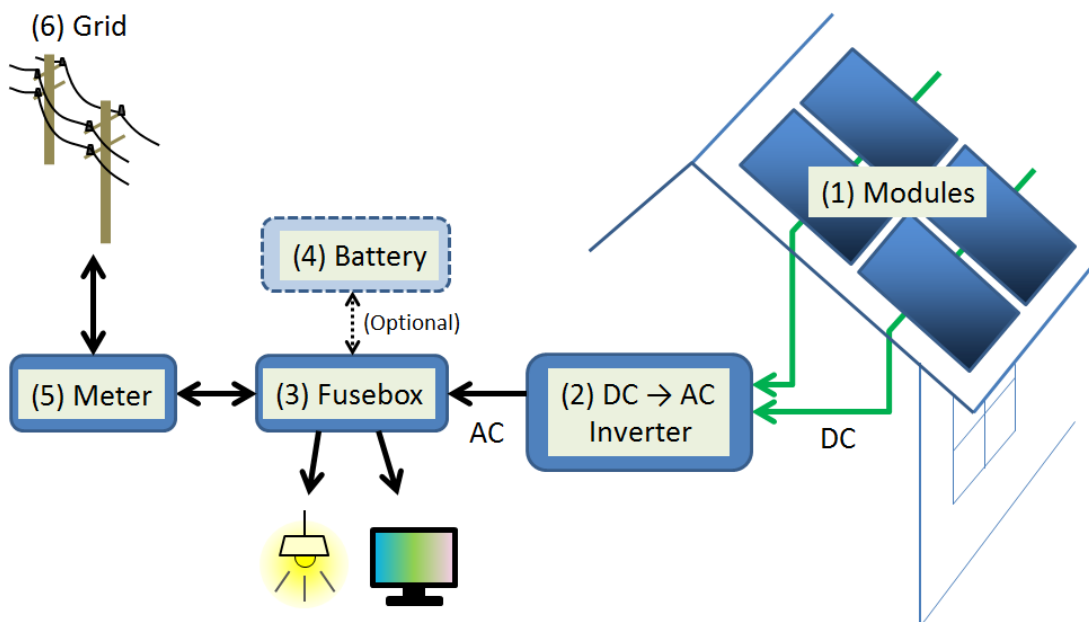 (6) Grid
(1) Modules
(4) Battery
(Optional)
(5) Meter
(3) Fusebox
AC
(2) DC → AC
Inverter
DC